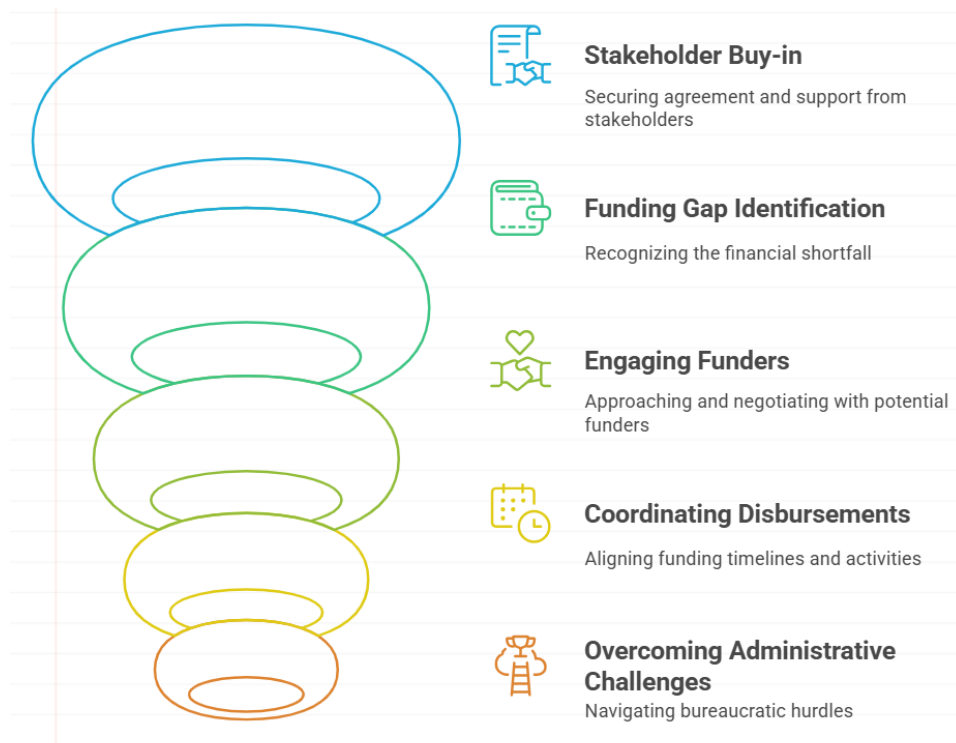 Stakeholder Buy-in
Securing agreement and support from
stakeholders
Funding Gap Identification
Recognizing the financial shortfall
Engaging Funders
Approaching and negotiating with potential
funders
Coordinating Disbursements
Aligning funding timelines and activities
Overcoming Administrative
Challenges
Navigating bureaucratic hurdles